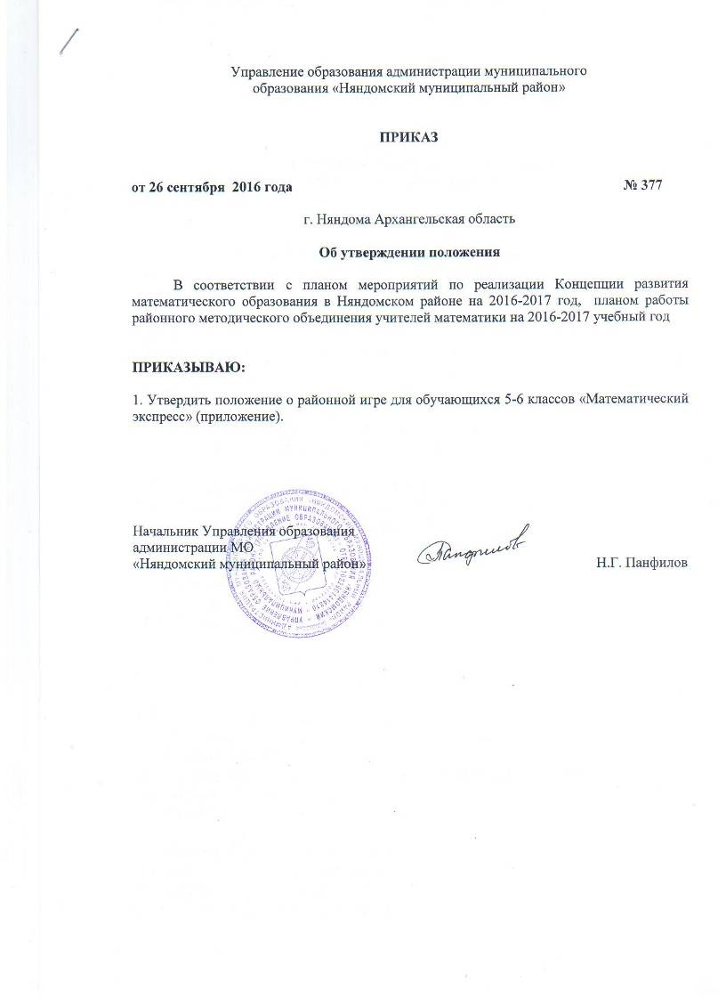 Управление образования администрации муниципального
образования «Няндомский муниципальный район»
ПРИКАЗ
от 26 сентября 2016 года № 377
г. Няндома Архангельская область
Об утверждении положения
В соответствии с планом мероприятий по реализации Концепции развития
математического образования в Няндомском районе на 2016-2017 год, планом работы
районного методического объединения учителей математики на 2016-2017 учебный год
ПРИКАЗЫВАЮ:
1. Утвердить положение о районной игре для обучающихся 5-6 классов «Математический
экспресс» (приложение).
Начальник Управления образования
администрации МО
«Няндомский муниципальный район» Н.Г. Панфилов
Панфилов